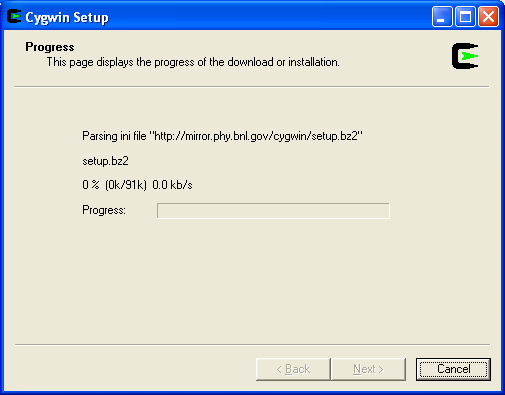 Cygwin Setup
Progress
This page displays the progress of the download or installation.
Parsing ini file "http://mirror.phy.bnl.gov/cygwin/setup.bz2"
setup.bz2
0 % (0k/91k) 0.0 kb/s
Progress:
< Back Next > Cancel